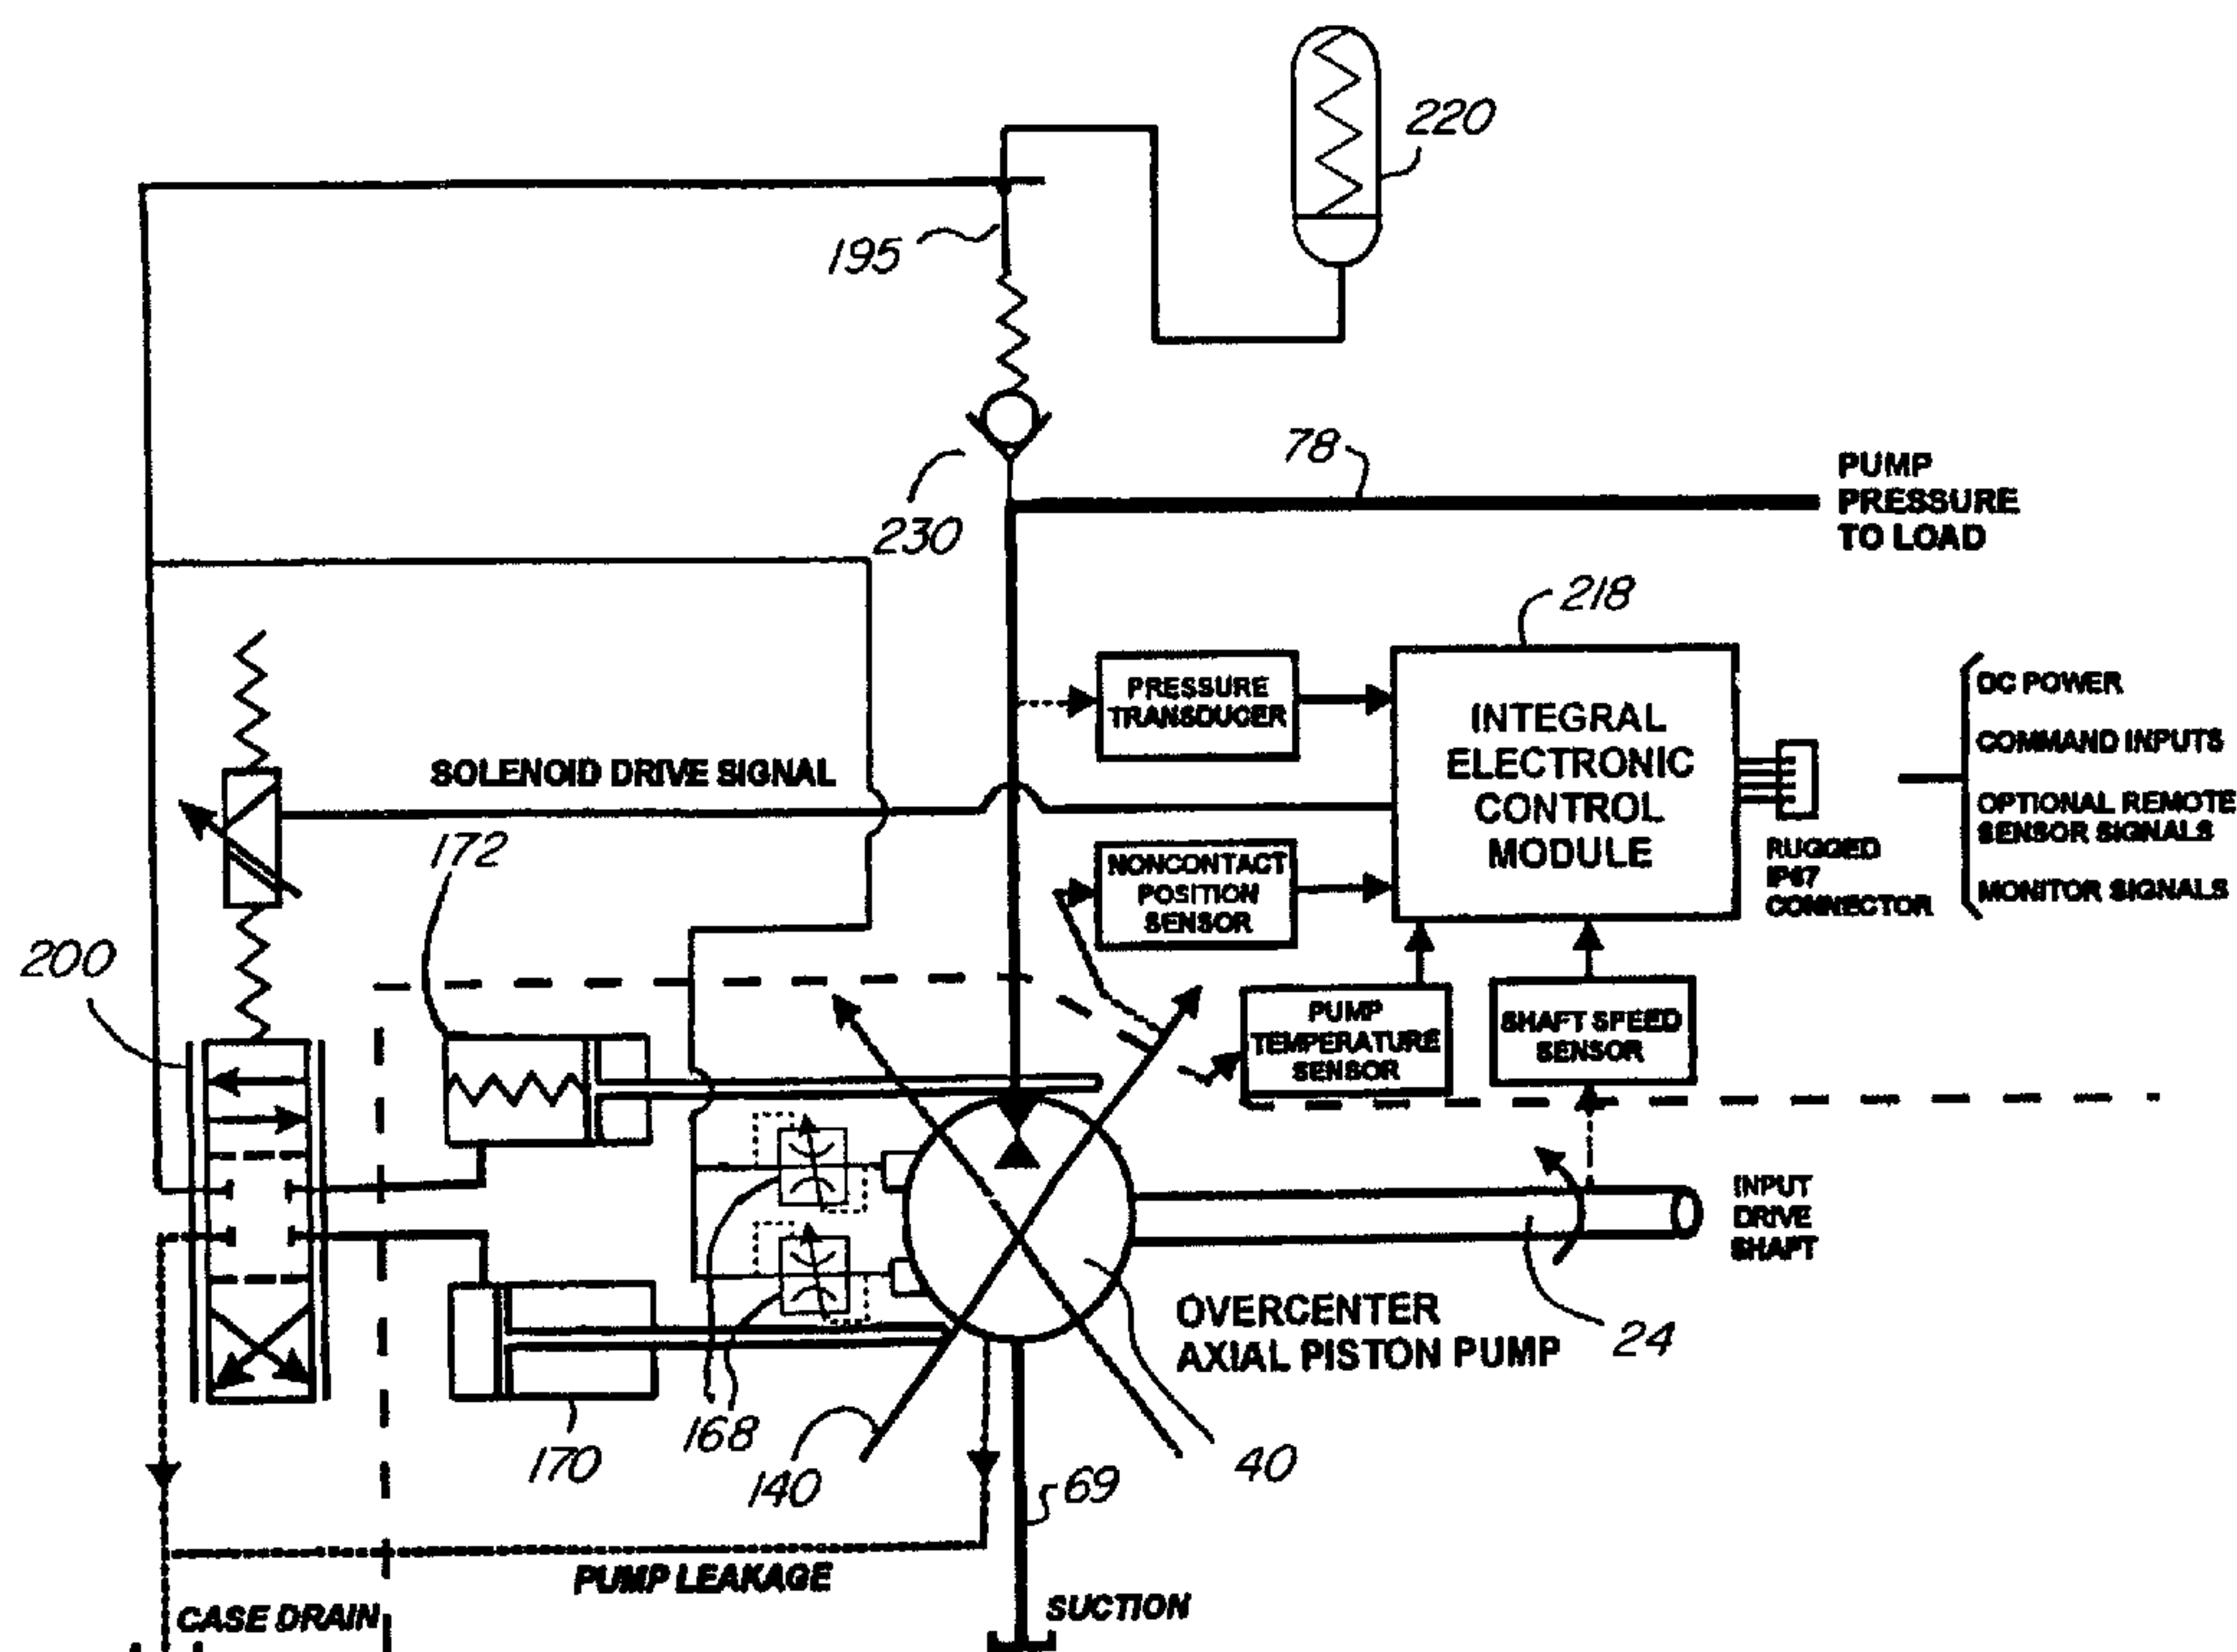 220
195
78
PUMP
PRESSURE
TO LOAD
230
218
PRESSURE
TRANSDUCER
INTEGRAL
ELECTRONIC
CONTROL
MODULE
DC POWER
COMMAND INPUTS
OPTIONAL REMOTE
SENSOR SIGNALS
MONITOR SIGNALS
SOLENOID DRIVE SIGNAL
172
NONCONTACT
POSITION
SENSOR
RUGGED
IP67
CONNECTOR
200
PUMP
TEMPERATURE
SENSOR
SHAFT SPEED
SENSOR
INPUT
DRIVE
SHAFT
OVERCENTER
AXIAL PISTON PUMP
24
170
168
140
69
40
PUMP LEAKAGE
CASE DRAIN
SUCTION